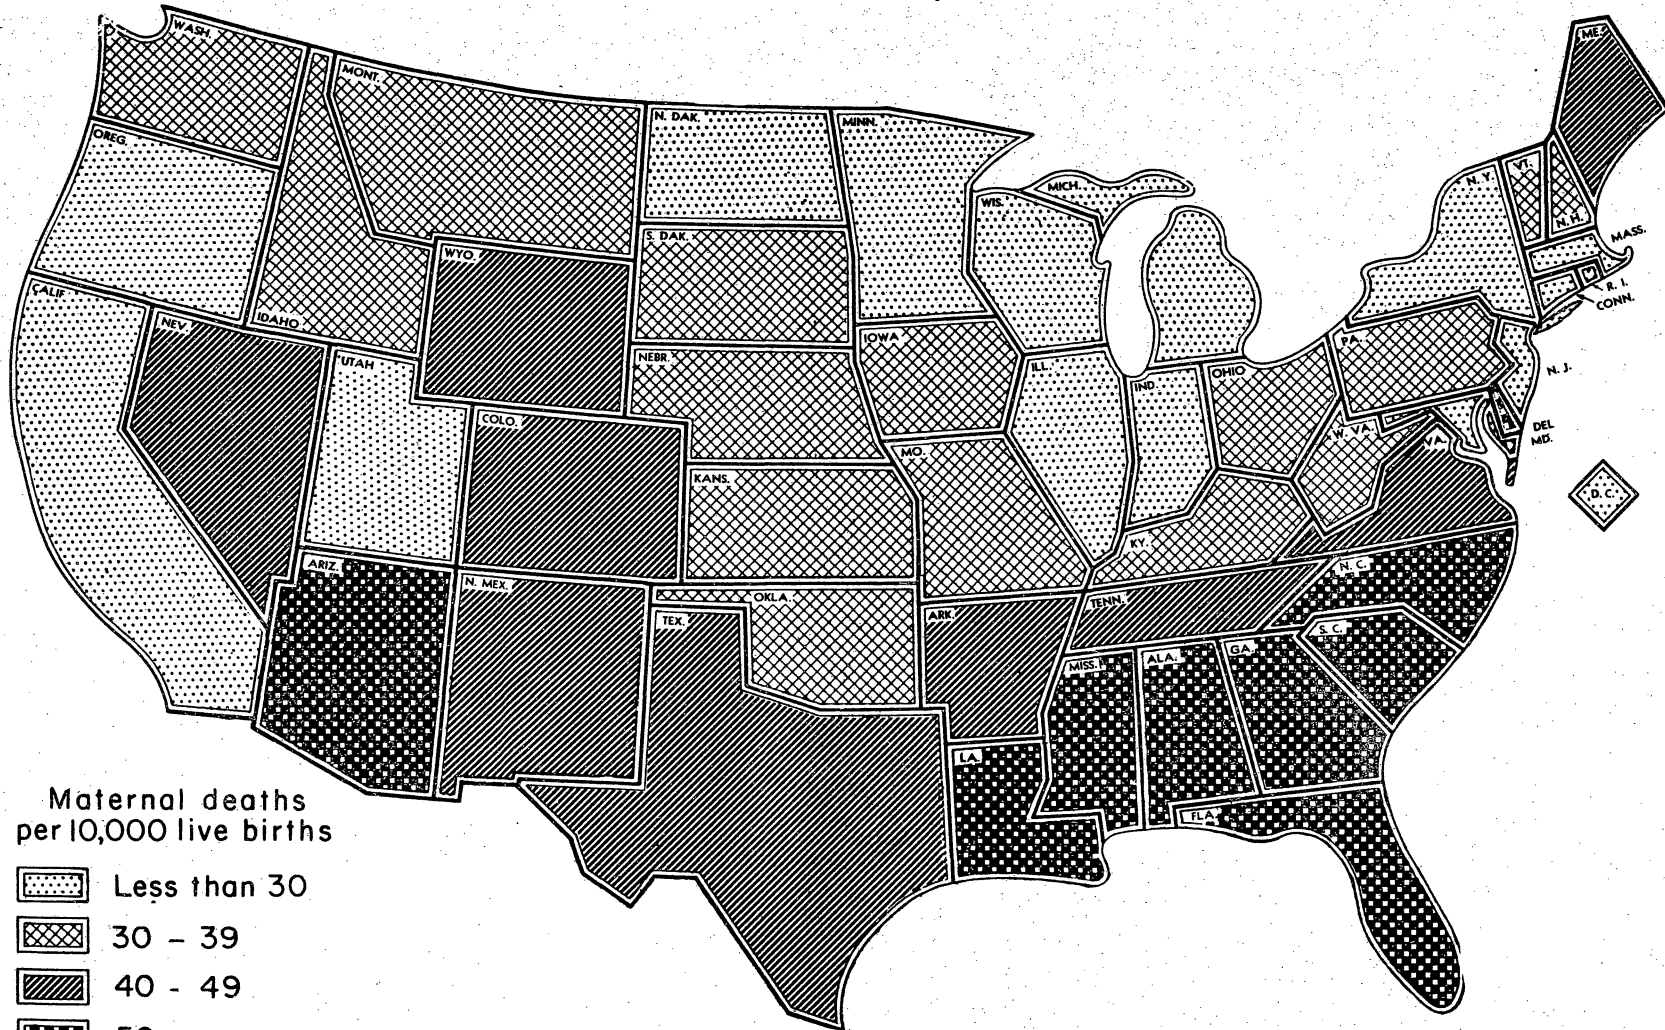 WASH.
MONT.
N. DAK.
MINN.
ME.
OREG.
MICH.
WIS.
N. Y.
VT.
N. H.
MASS.
S. DAK.
WYO.
R. I.
CONN.
CALIF
NEV.
IDAHO
UTAH
NEBR.
IOWA
ILL.
IND
OHIO
PA.
N. J.
COLO.
KANS.
MO.
W. VA.
VA.
DEL
MD.
D. C.
KY.
ARIZ.
N. MEX.
OKLA.
TEX.
ARK.
TENN.
N. C.
S. C.
MISS.
ALA.
GA.
LA.
FLA.
Maternal deaths
per 10,000 live births
Less than 30
30 - 39
40 - 49